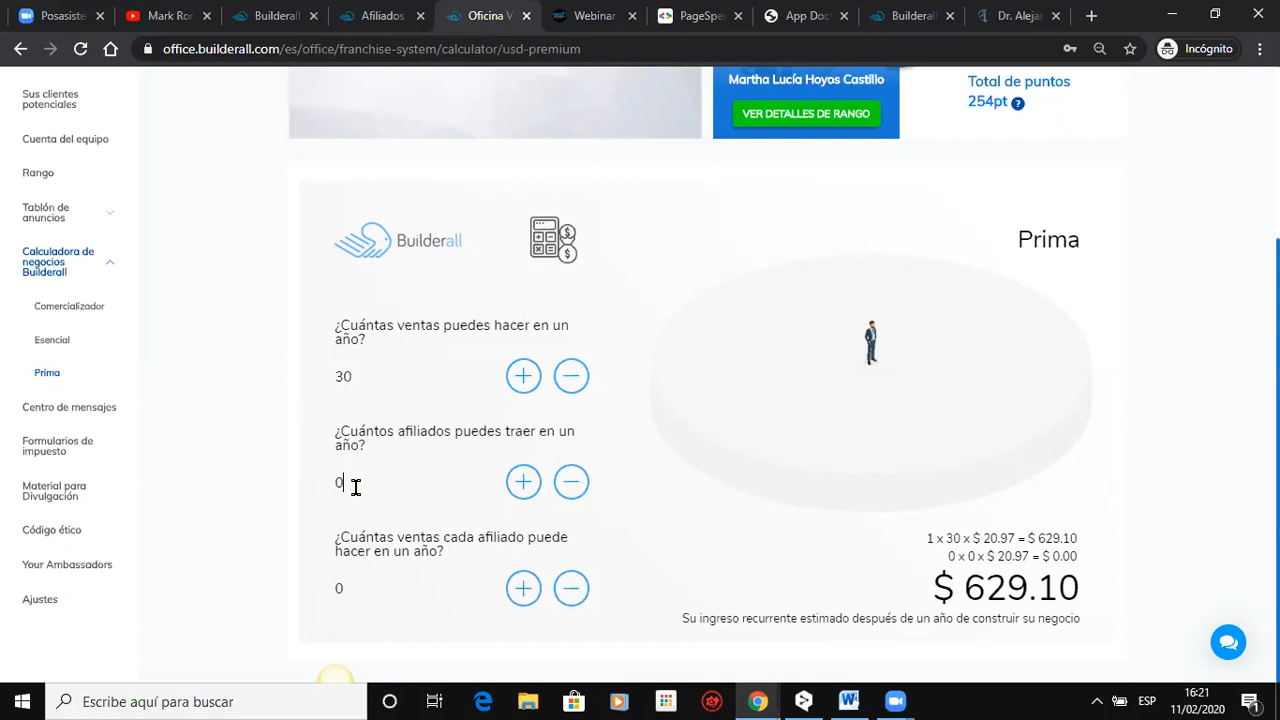 Zoom
Mark Ror
Builderall
Afiliados
Oficina V
Webinar
PageSpe
App Doc
Builderall
Dr. Alejan
office.builderall.com/es/office/franchise-system/calculator/usd-premium
Incógnito
Sus clientes
potenciales
Cuenta del equipo
Rango
Tablón de
anuncios
Calculadora de
negocios
Builderall
Comercializador
Esencial
Prima
Centro de mensajes
Formularios de
impuesto
Material para
Divulgación
Código ético
Your Ambassadors
Ajustes
Martha Lucía Hoyos Castillo
VER DETALLES DE RANGO
Total de puntos
254pt ?
Builderall
Prima
¿Cuántas ventas puedes hacer en un
año?
30
¿Cuántos afiliados puedes traer en un
año?
0
¿Cuántas ventas cada afiliado puede
hacer en un año?
0
1 x 30 x $ 20.97 = $ 629.10
0 x 0 x $ 20.97 = $ 0.00
$ 629.10
Su ingreso recurrente estimado después de un año de construir su negocio
Escribe aquí para buscar
ESP
16:21
11/02/2020